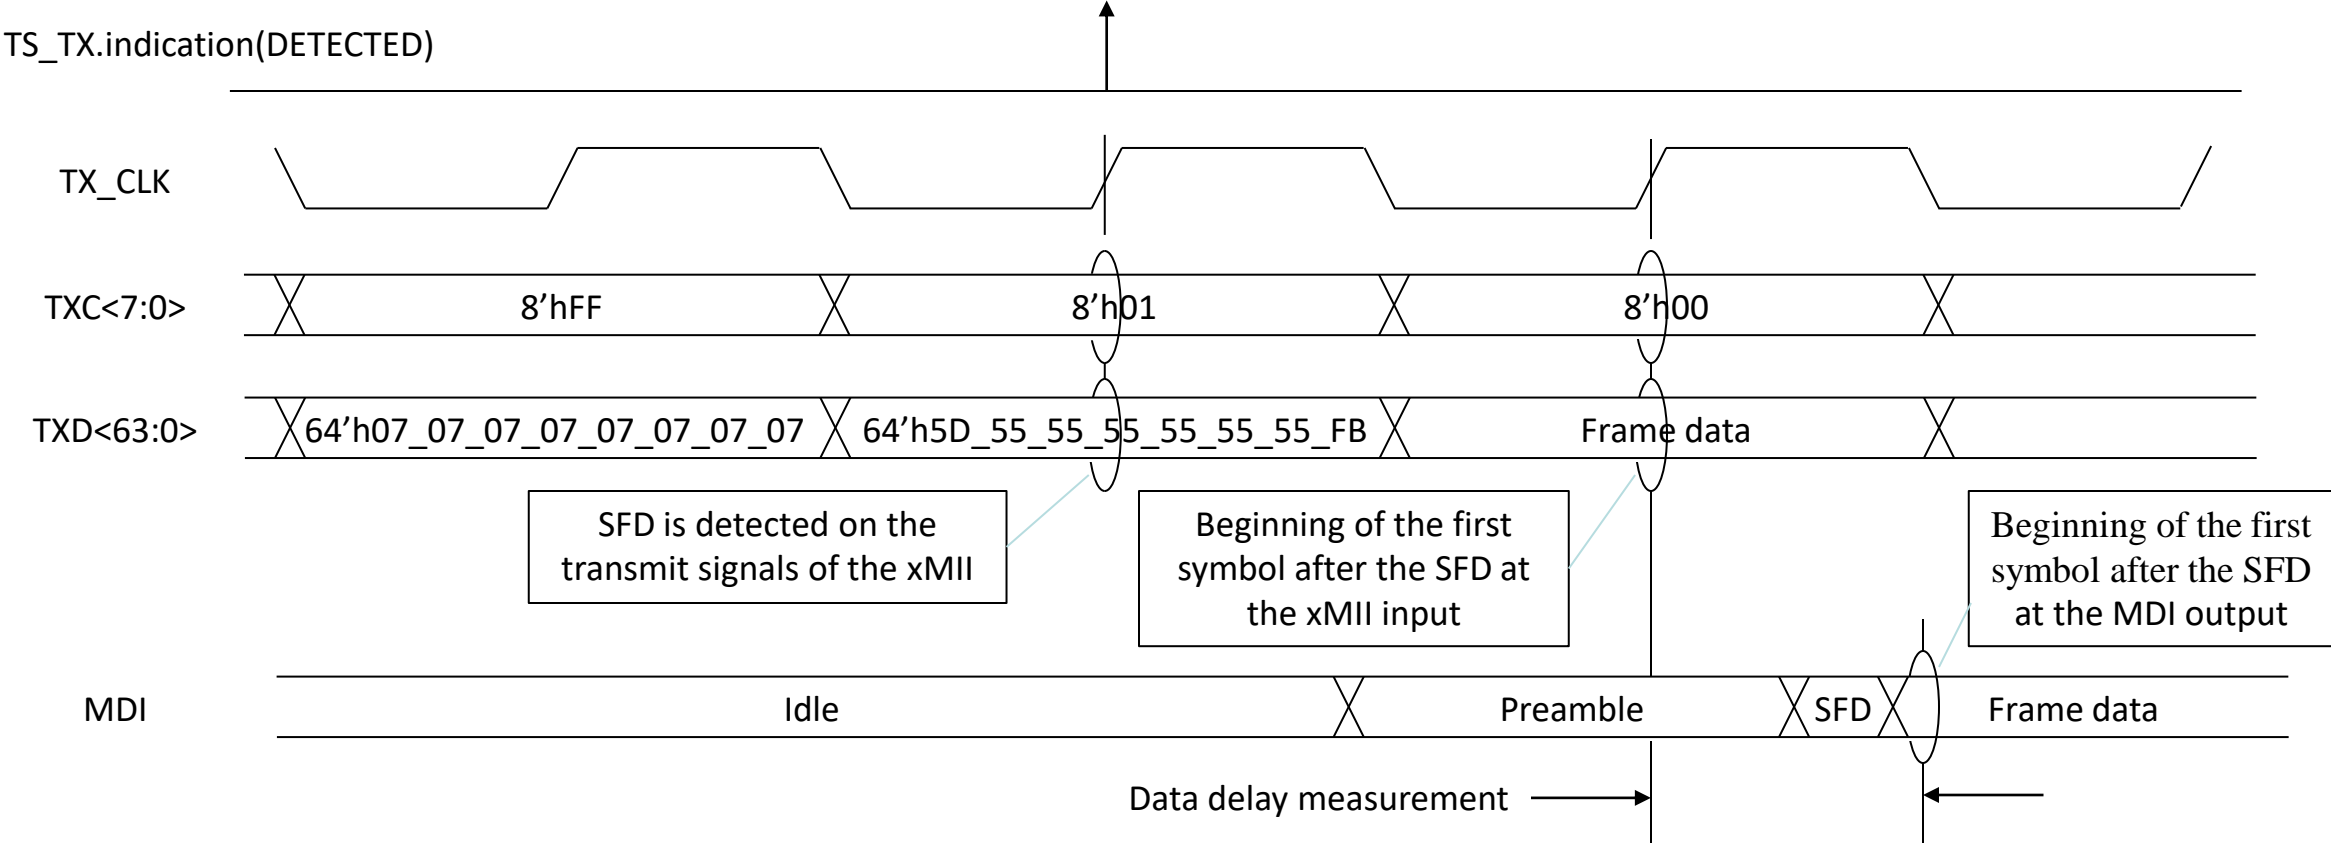 TS_TX.indication(DETECTED)
TX_CLK
TXC<7:0>
8’hFF
8’h01
8’h00
TXD<63:0>
64’h07_07_07_07_07_07_07_07
64’h5D_55_55_55_55_55_55_FB
Frame data
SFD is detected on the
transmit signals of the xMII
Beginning of the first
symbol after the SFD at
the xMII input
Beginning of the first
symbol after the SFD
at the MDI output
MDI
Idle
Preamble
SFD
Frame data
Data delay measurement